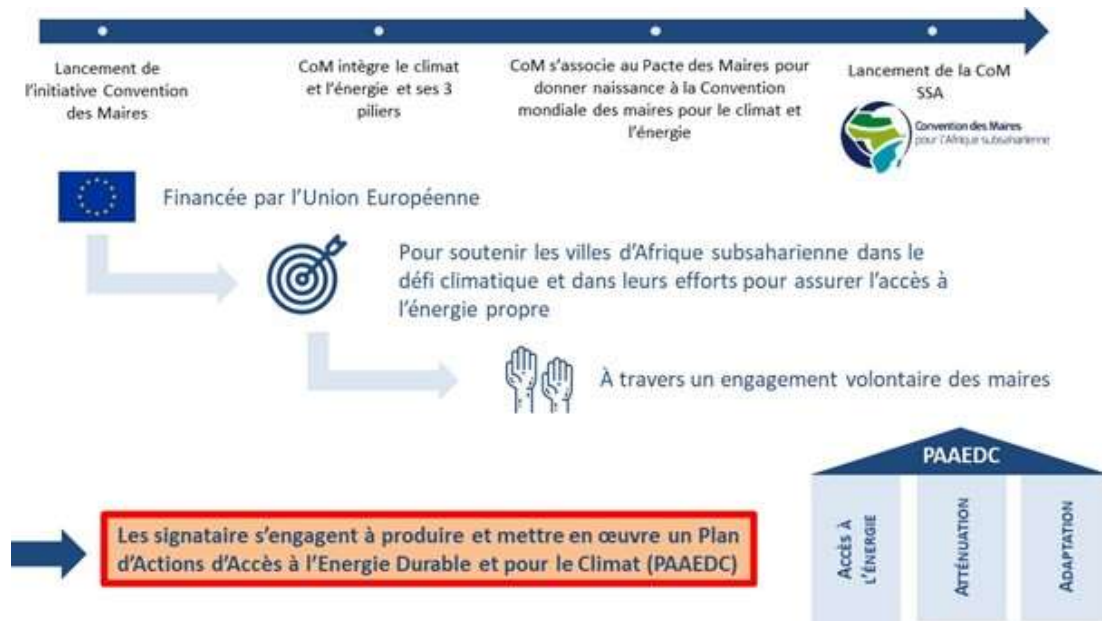 Lancement de
l'initiative Convention
des Maires
CoM intègre le climat
et l'énergie et ses 3
piliers
CoM s'associe au Pacte des Maires pour
donner naissance à la Convention
mondiale des maires pour le climat et
l'énergie
Lancement de la CoM
SSA
Convention des Maires
pour l'Afrique subsaharienne
Financée par l'Union Européenne
Pour soutenir les villes d'Afrique subsaharienne dans le
défi climatique et dans leurs efforts pour assurer l'accès à
l'énergie propre
À travers un engagement volontaire des maires
PAAEDC
Les signataire s'engagent à produire et mettre en œuvre un Plan
d'Actions d'Accès à l'Energie Durable et pour le Climat (PAAEDC)
ACCÈS À
L'ÉNERGIE
ATTÉNUATION
ADAPTATION